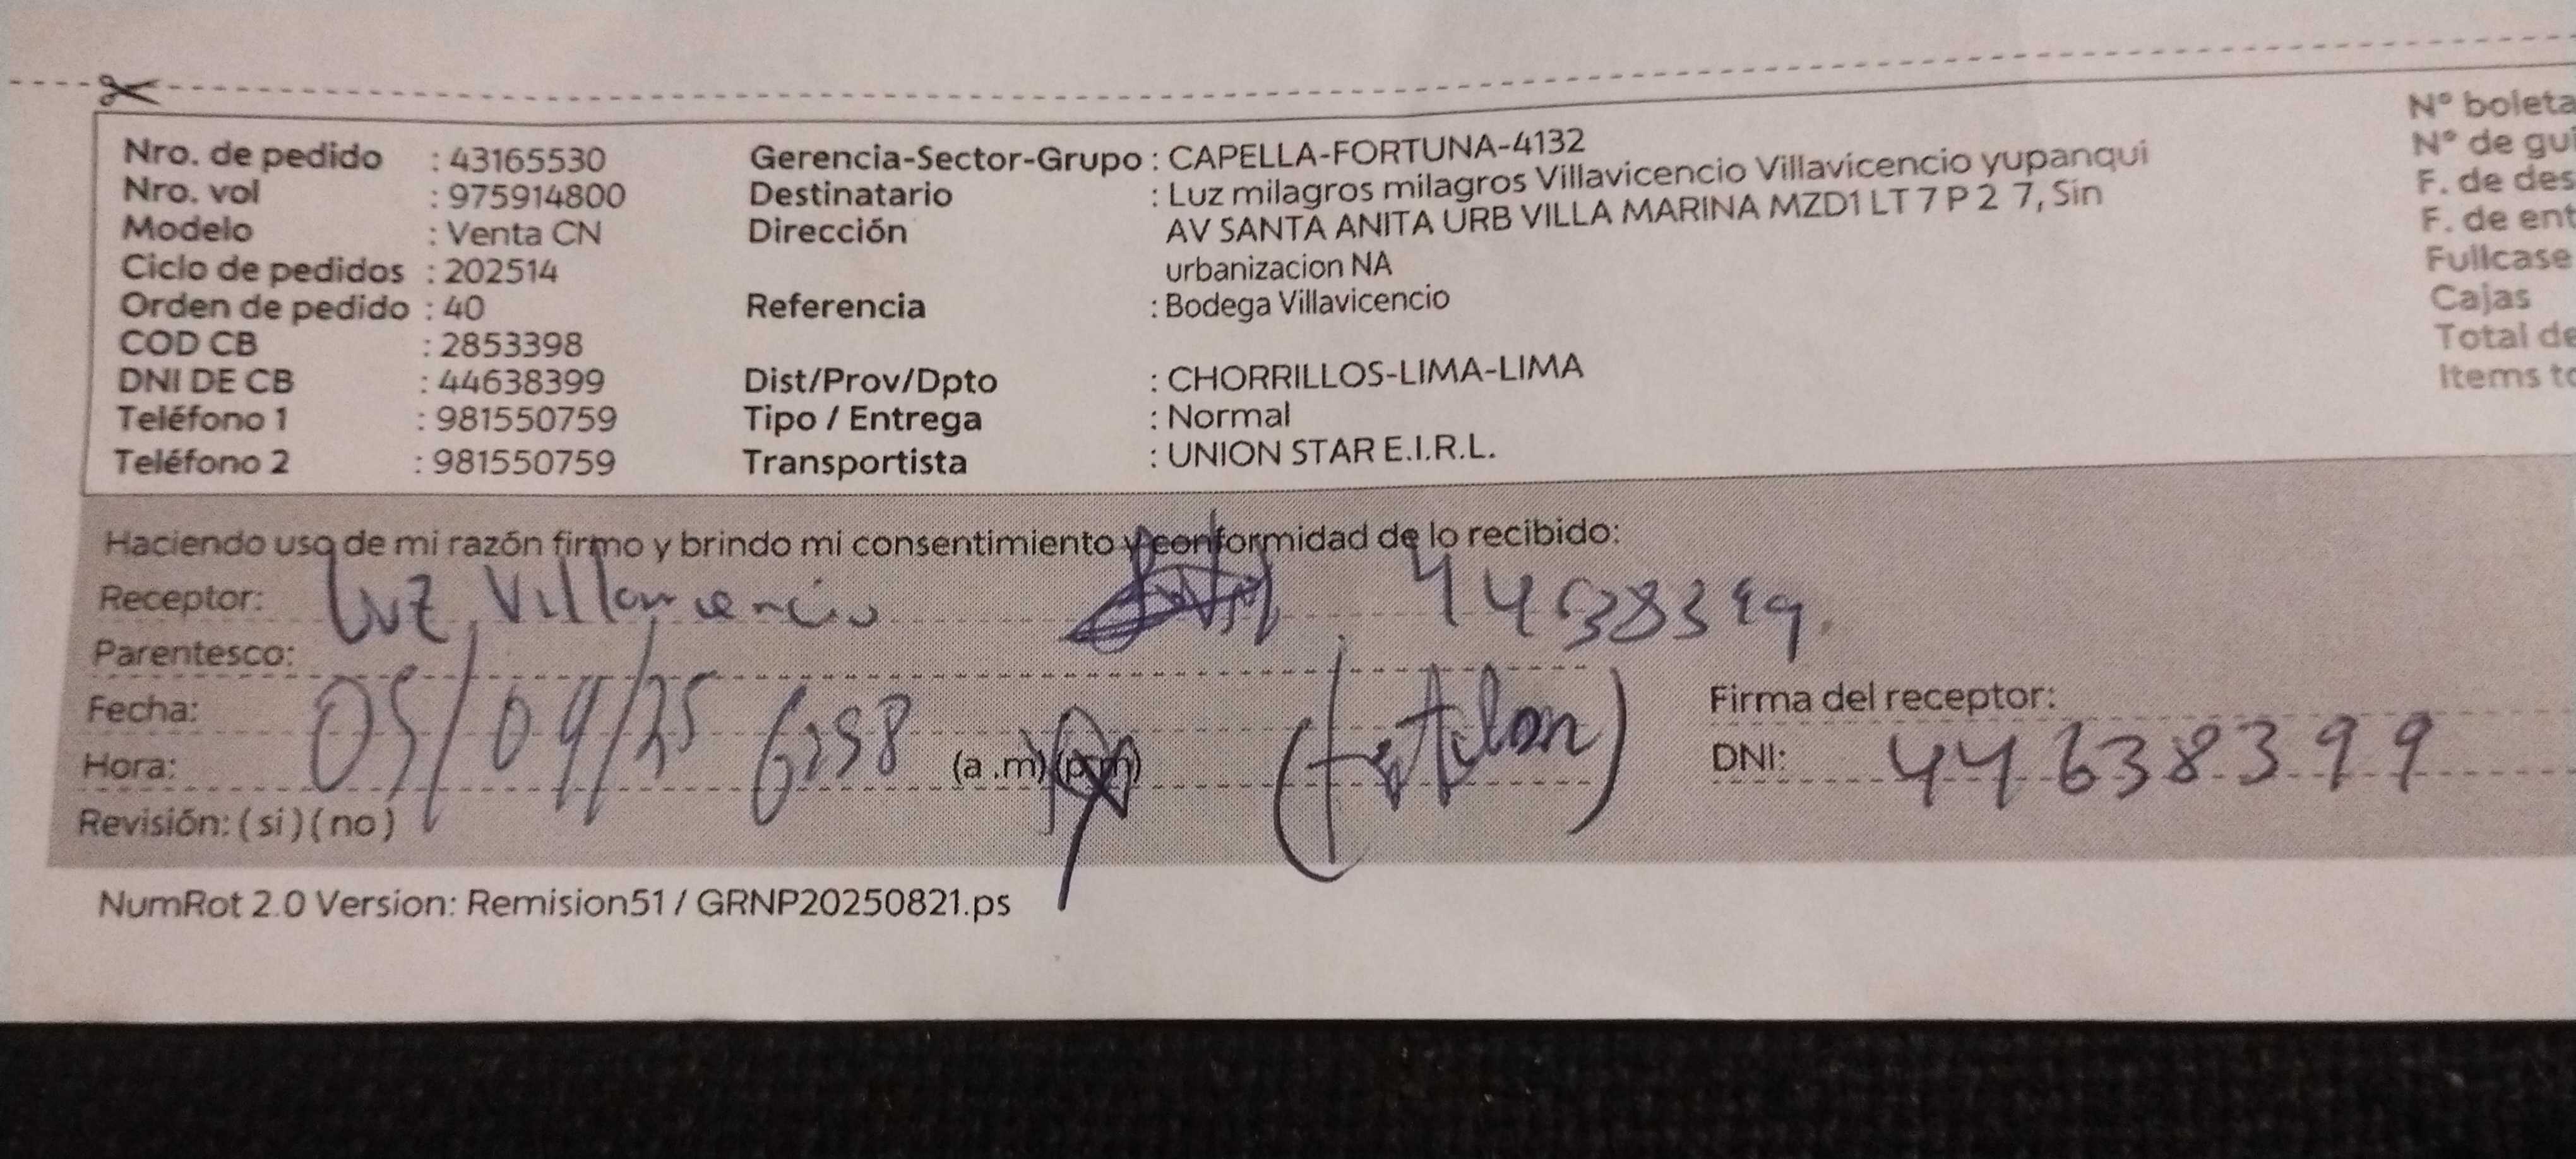 Nro. de pedido : 43165530
Nro. vol : 975914800
Modelo : Venta CN
Ciclo de pedidos : 202514
Orden de pedido : 40
COD CB : 2853398
DNI DE CB : 44638399
Teléfono 1 : 981550759
Teléfono 2 : 981550759
Gerencia-Sector-Grupo : CAPELLA-FORTUNA-4132
Destinatario : Luz milagros milagros Villavicencio Villavicencio yupanqui
Dirección AV SANTA ANITA URB VILLA MARINA MZD1 LT 7 P 2 7, Sin
urbanizacion NA
Referencia : Bodega Villavicencio
Dist/Prov/Dpto : CHORRILLOS-LIMA-LIMA
Tipo / Entrega : Normal
Transportista : UNION STAR E.I.R.L.
N° boleta
N° de gui
F. de des
F. de ent
Fullcase
Cajas
Total de
Items to
Haciendo uso de mi razón firmo y brindo mi consentimiento y conformidad de lo recibido:
Receptor: Luz Villavicencio 44638399
Parentesco:
Fecha: 05/09/25 6:58
Hora: (a .m) (p.m)
Revisión: ( si ) ( no )
Firma del receptor:
DNI: 44638399
NumRot 2.0 Version: Remision51 / GRNP20250821.ps